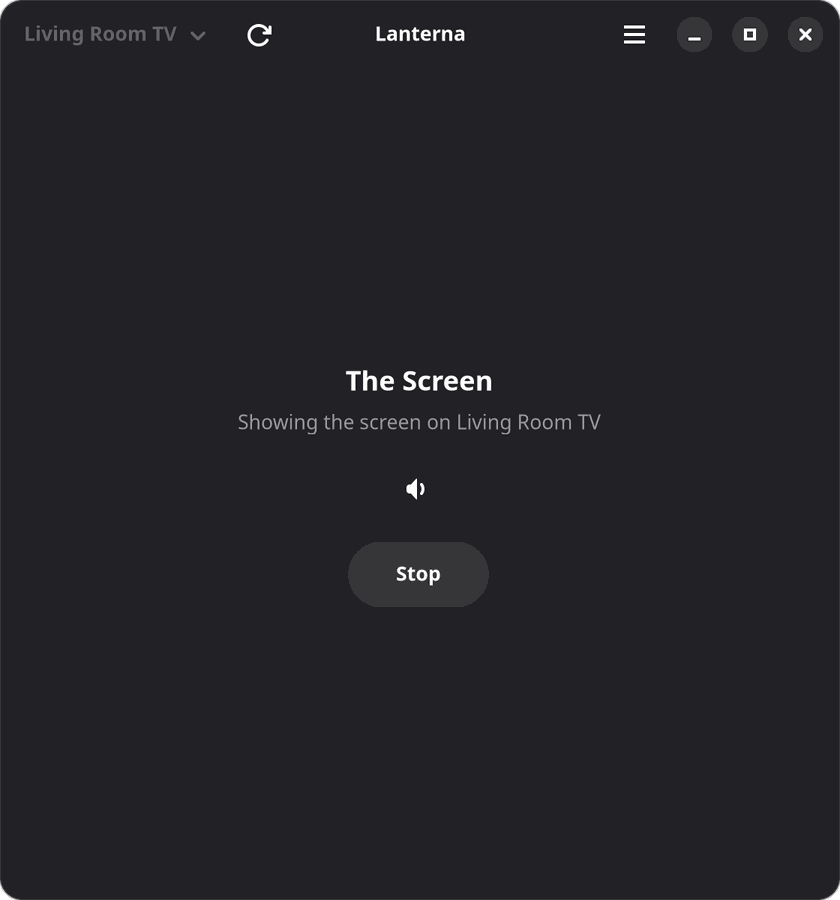 Living Room TV
Lanterna
The Screen
Showing the screen on Living Room TV
Stop